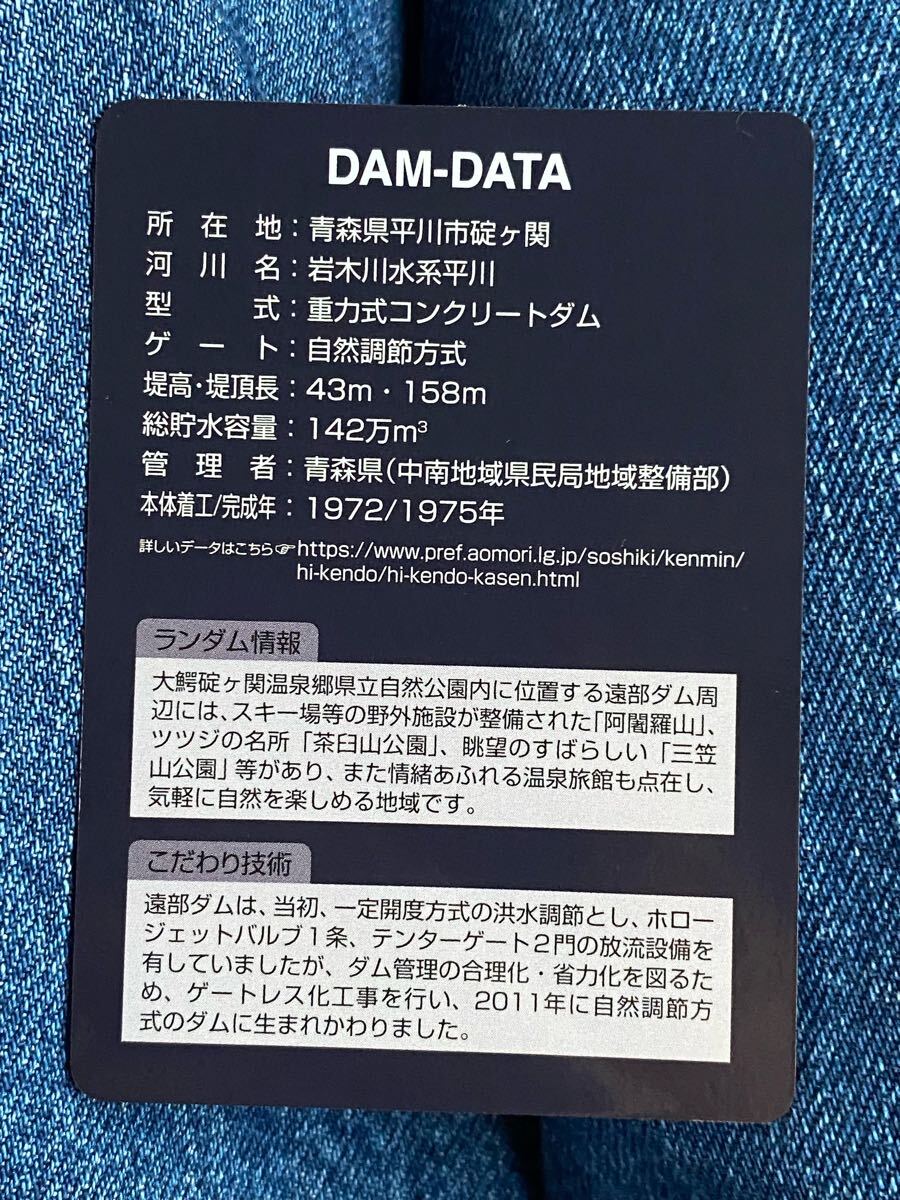 DAM-DATA
所在地：青森県平川市碇ヶ関
河川名：岩木川水系平川
型式：重力式コンクリートダム
ゲート：自然調節方式
堤高・堤頂長：43m・158m
総貯水容量：142万m³
管理者：青森県（中南地域県民局地域整備部）
本体着工/完成年：1972/1975年
詳しいデータはこちら☞https://www.pref.aomori.lg.jp/soshiki/kenmin/
hi-kendo/hi-kendo-kasen.html
ランダム情報
大鰐碇ヶ関温泉郷県立自然公園内に位置する遠部ダム周
辺には、スキー場等の野外施設が整備された「阿闍羅山」、
ツツジの名所「茶臼山公園」、眺望のすばらしい「三笠
山公園」等があり、また情緒あふれる温泉旅館も点在し、
気軽に自然を楽しめる地域です。
こだわり技術
遠部ダムは、当初、一定開度方式の洪水調節とし、ホロー
ジェットバルブ1条、テンターゲート2門の放流設備を
有していましたが、ダム管理の合理化・省力化を図るた
め、ゲートレス化工事を行い、2011年に自然調節方
式のダムに生まれかわりました。